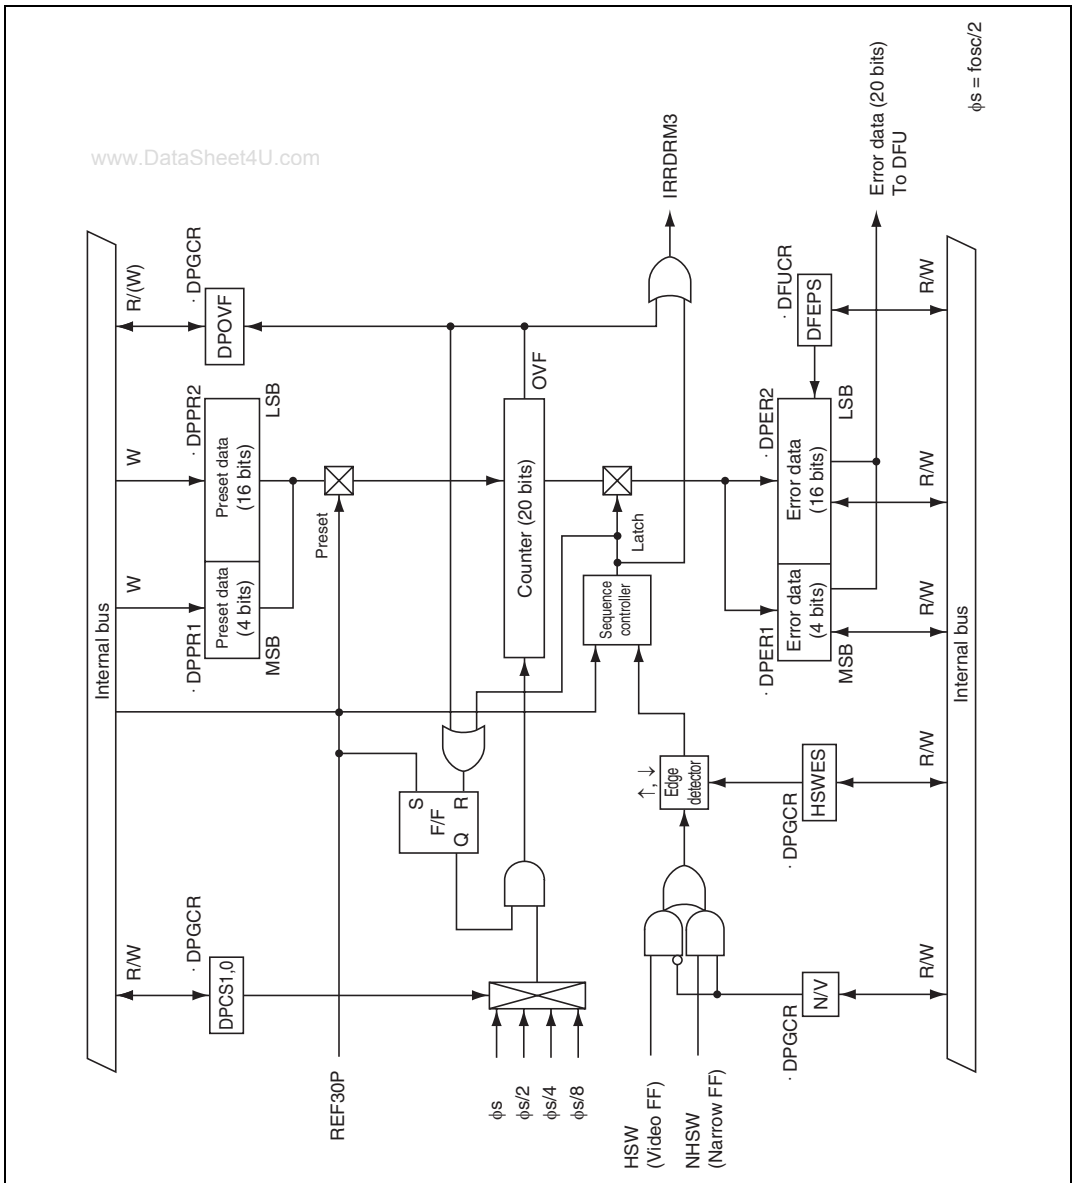 www.DataSheet4U.com
Internal bus
R/W
· DPGCR
DPCS1,0
W
· DPPR1
Preset data
(4 bits)
MSB
W
· DPPR2
Preset data
(16 bits)
LSB
R/(W)
· DPGCR
DPOVF
REF30P
Preset
S
F/F
Q
R
φs
φs/2
φs/4
φs/8
Counter (20 bits)
OVF
IRRDRM3
Latch
Sequence
controller
↑, ↓
Edge
detector
HSW
(Video FF)
NHSW
(Narrow FF)
· DPGCR
N/V
R/W
· DPGCR
HSWES
R/W
· DPER1
Error data
(4 bits)
MSB
R/W
· DPER2
Error data
(16 bits)
LSB
R/W
· DFUCR
DFEPS
R/W
Internal bus
Error data (20 bits)
To DFU
φs = fosc/2